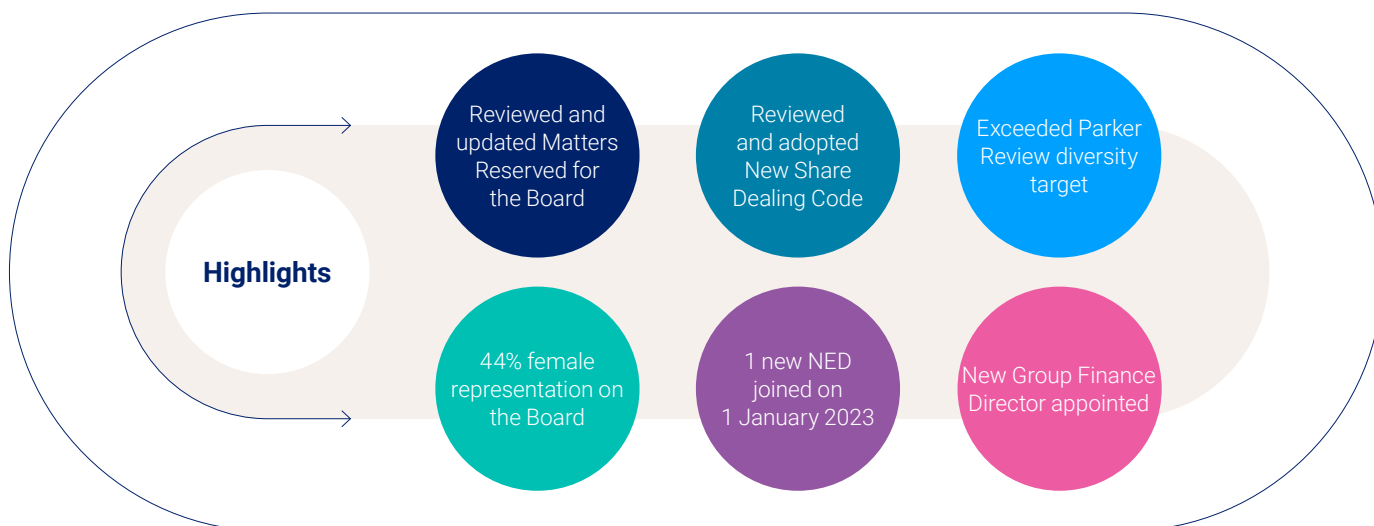 Highlights
Reviewed and
updated Matters
Reserved for
the Board
Reviewed
and adopted
New Share
Dealing Code
Exceeded Parker
Review diversity
target
44% female
representation on
the Board
1 new NED
joined on
1 January 2023
New Group Finance
Director appointed